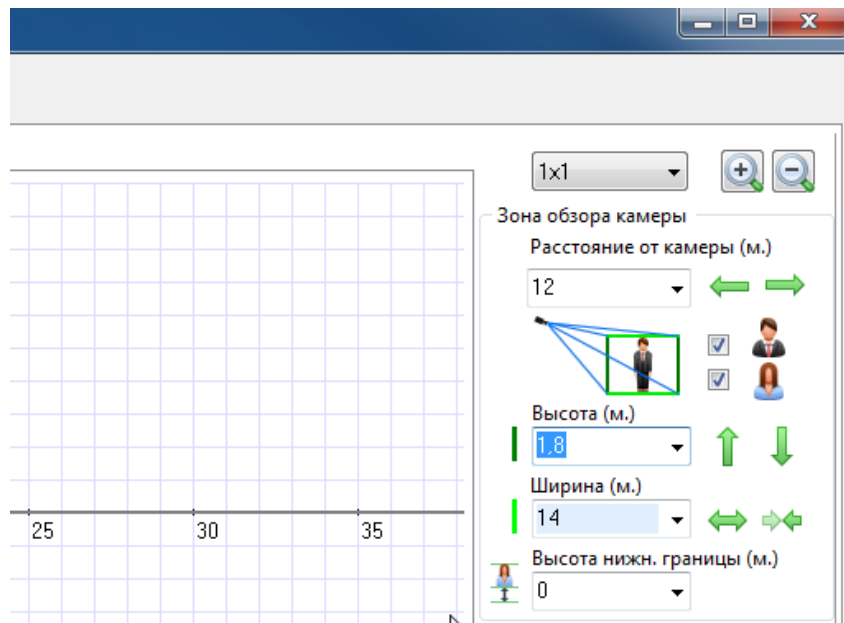 1x1
Зона обзора камеры
Расстояние от камеры (м.)
12
Высота (м.)
1,8
Ширина (м.)
14
Высота нижн. границы (м.)
0
25 30 35